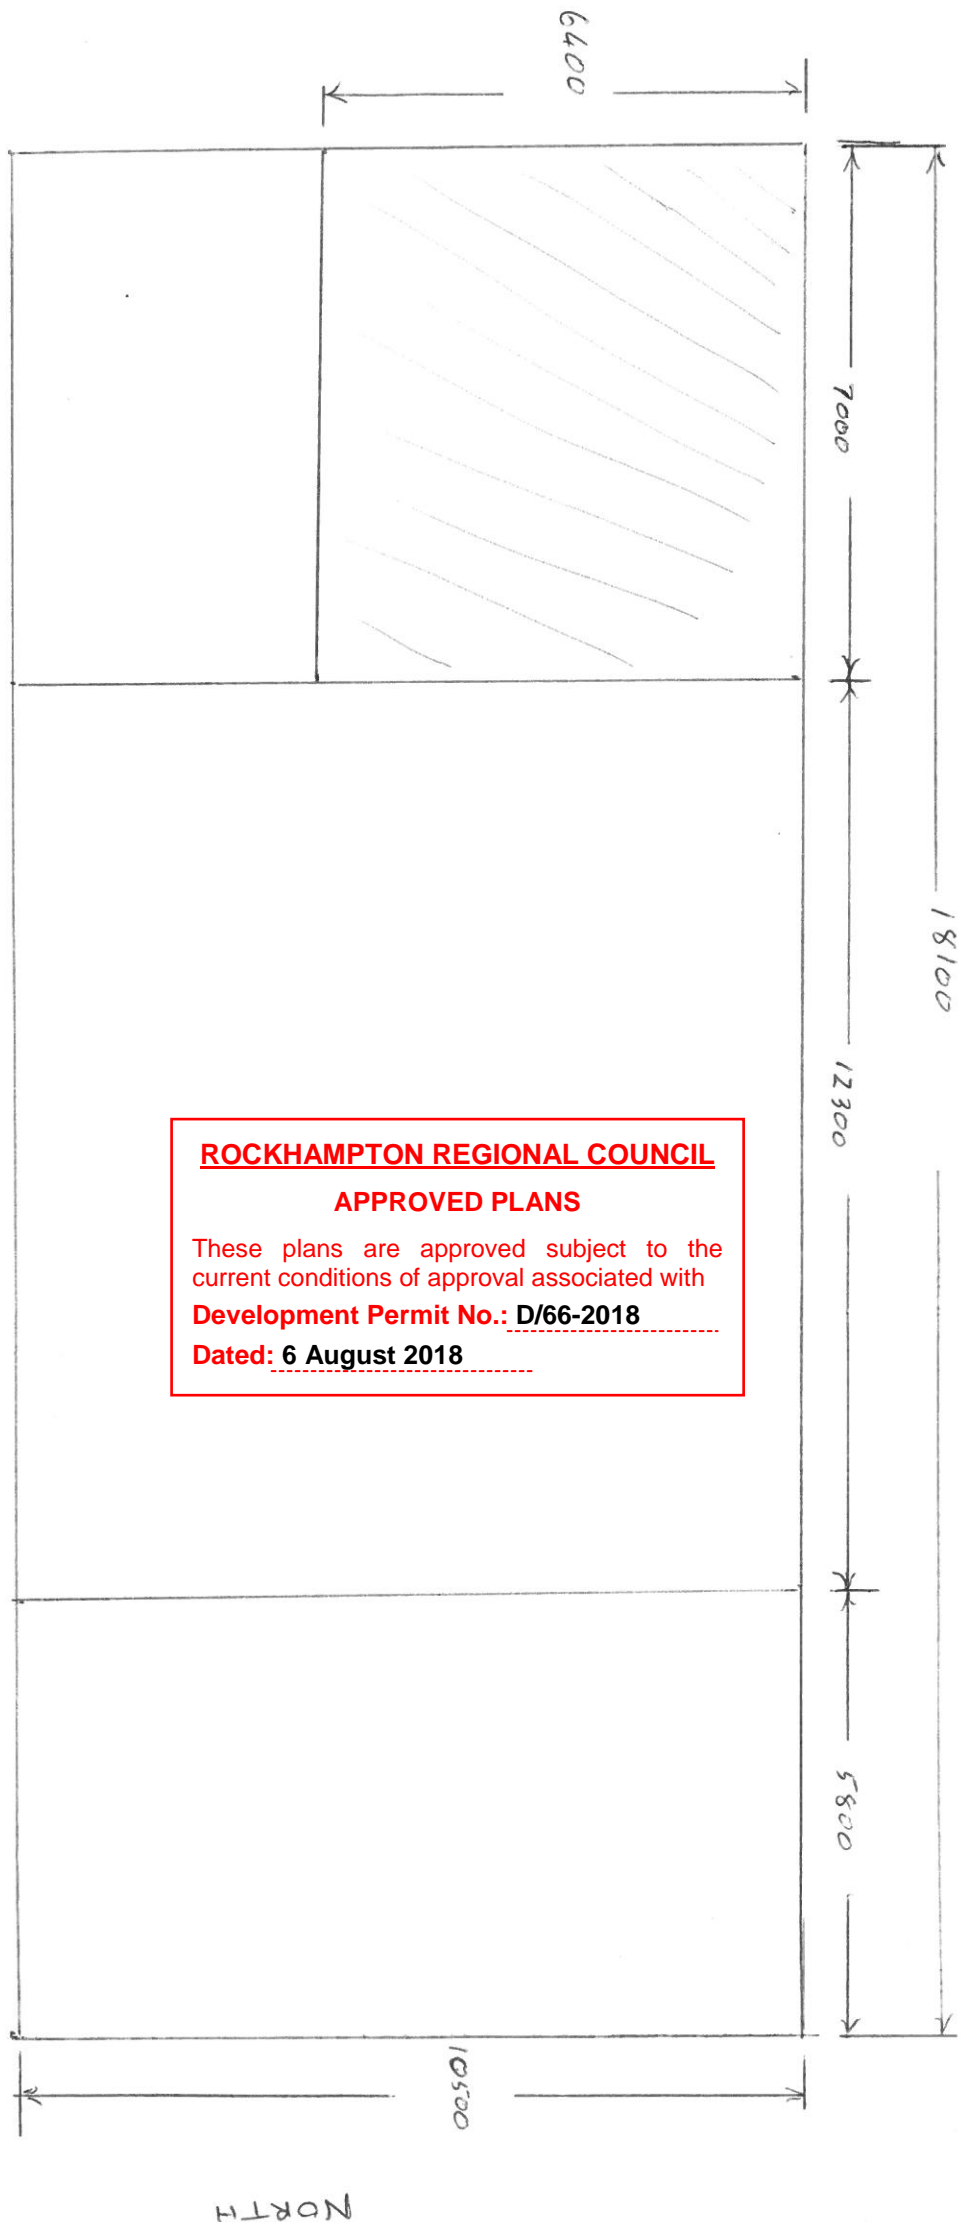 6400
7000
18100
12300
ROCKHAMPTON REGIONAL COUNCIL
APPROVED PLANS
These plans are approved subject to the
current conditions of approval associated with
Development Permit No.: D/66-2018
Dated: 6 August 2018
5800
10500
NORTH